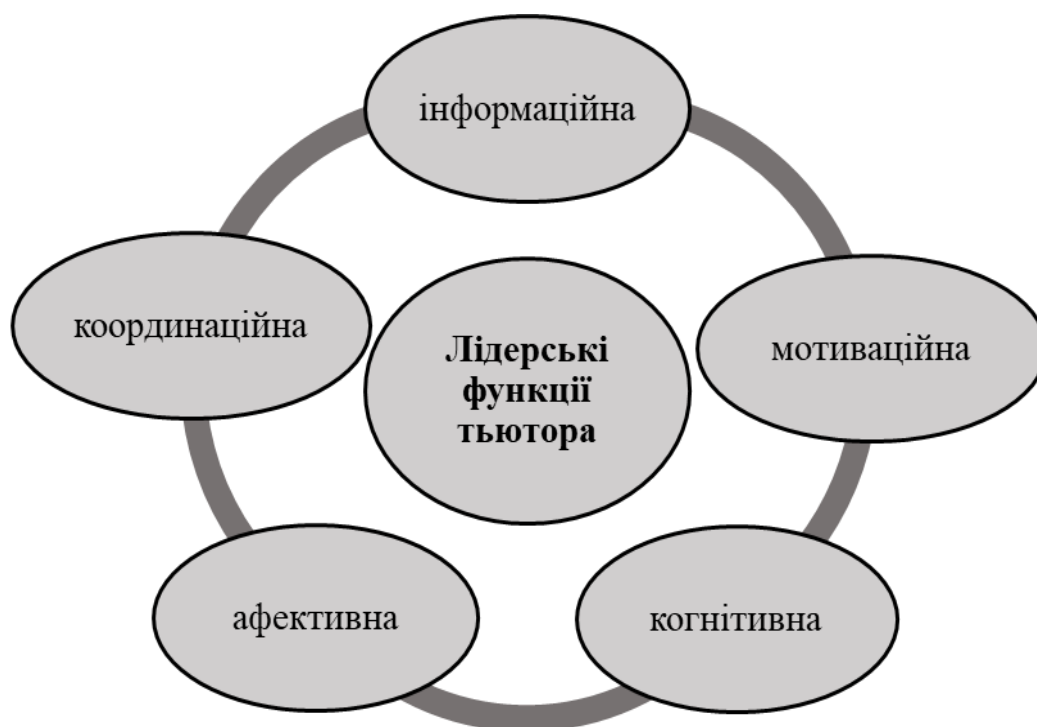 інформаційна
координаційна
Лідерські
функції
тьютора
мотиваційна
афективна
когнітивна